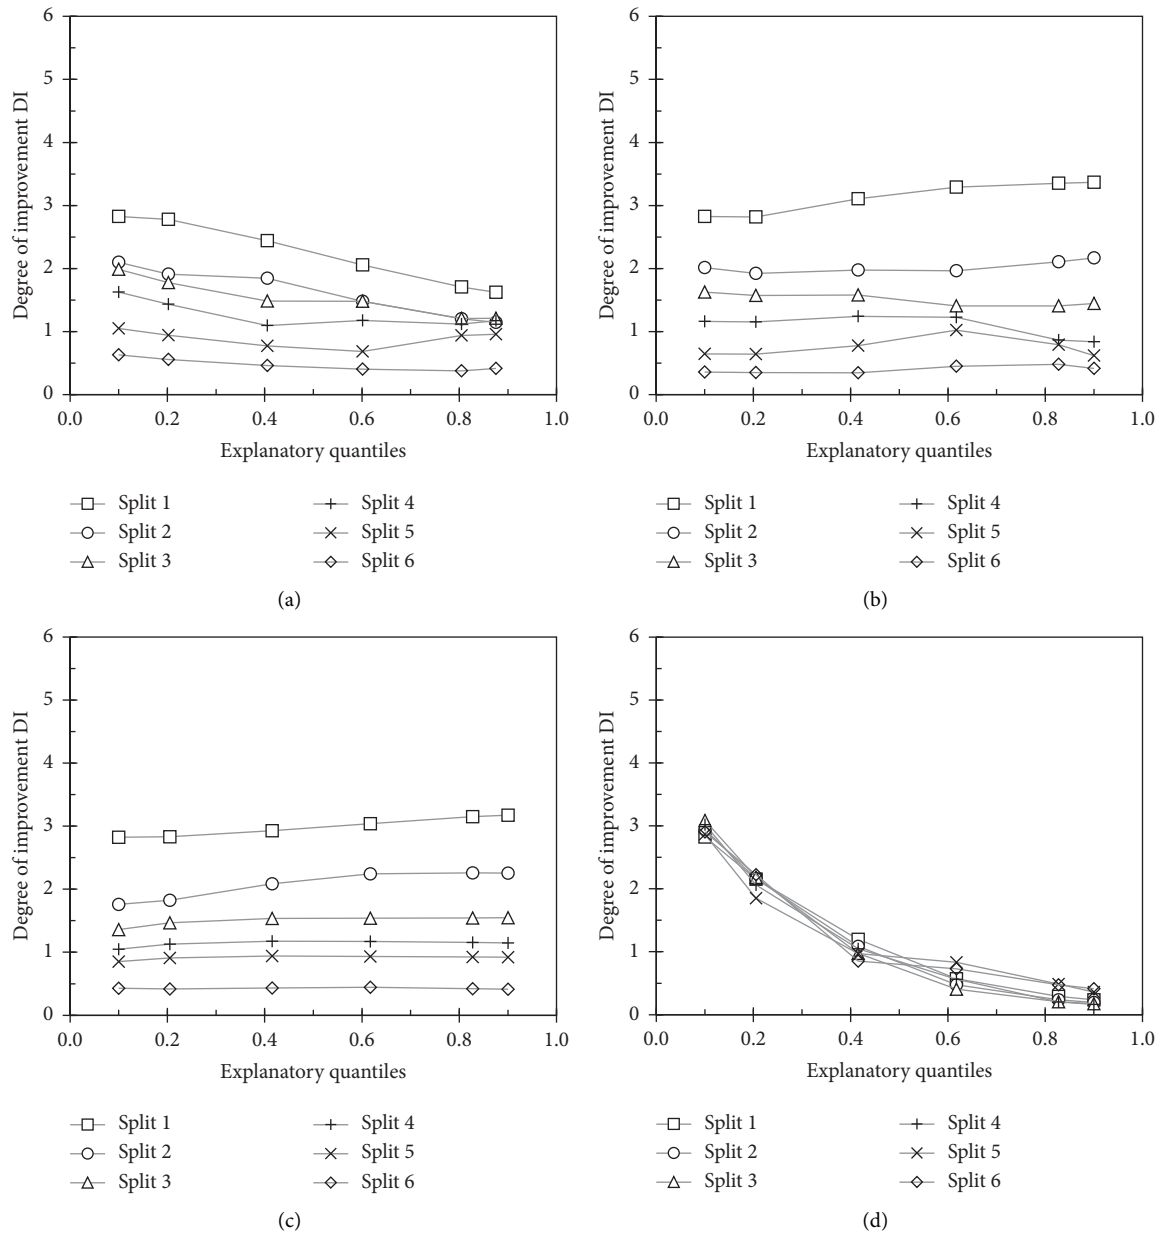 6
5
4
3
2
1
0
Degree of improvement DI
0.0 0.2 0.4 0.6 0.8 1.0
Explanatory quantiles
Split 1 Split 4
Split 2 Split 5
Split 3 Split 6
(a)
6
5
4
3
2
1
0
Degree of improvement DI
0.0 0.2 0.4 0.6 0.8 1.0
Explanatory quantiles
Split 1 Split 4
Split 2 Split 5
Split 3 Split 6
(b)
6
5
4
3
2
1
0
Degree of improvement DI
0.0 0.2 0.4 0.6 0.8 1.0
Explanatory quantiles
Split 1 Split 4
Split 2 Split 5
Split 3 Split 6
(c)
6
5
4
3
2
1
0
Degree of improvement DI
0.0 0.2 0.4 0.6 0.8 1.0
Explanatory quantiles
Split 1 Split 4
Split 2 Split 5
Split 3 Split 6
(d)